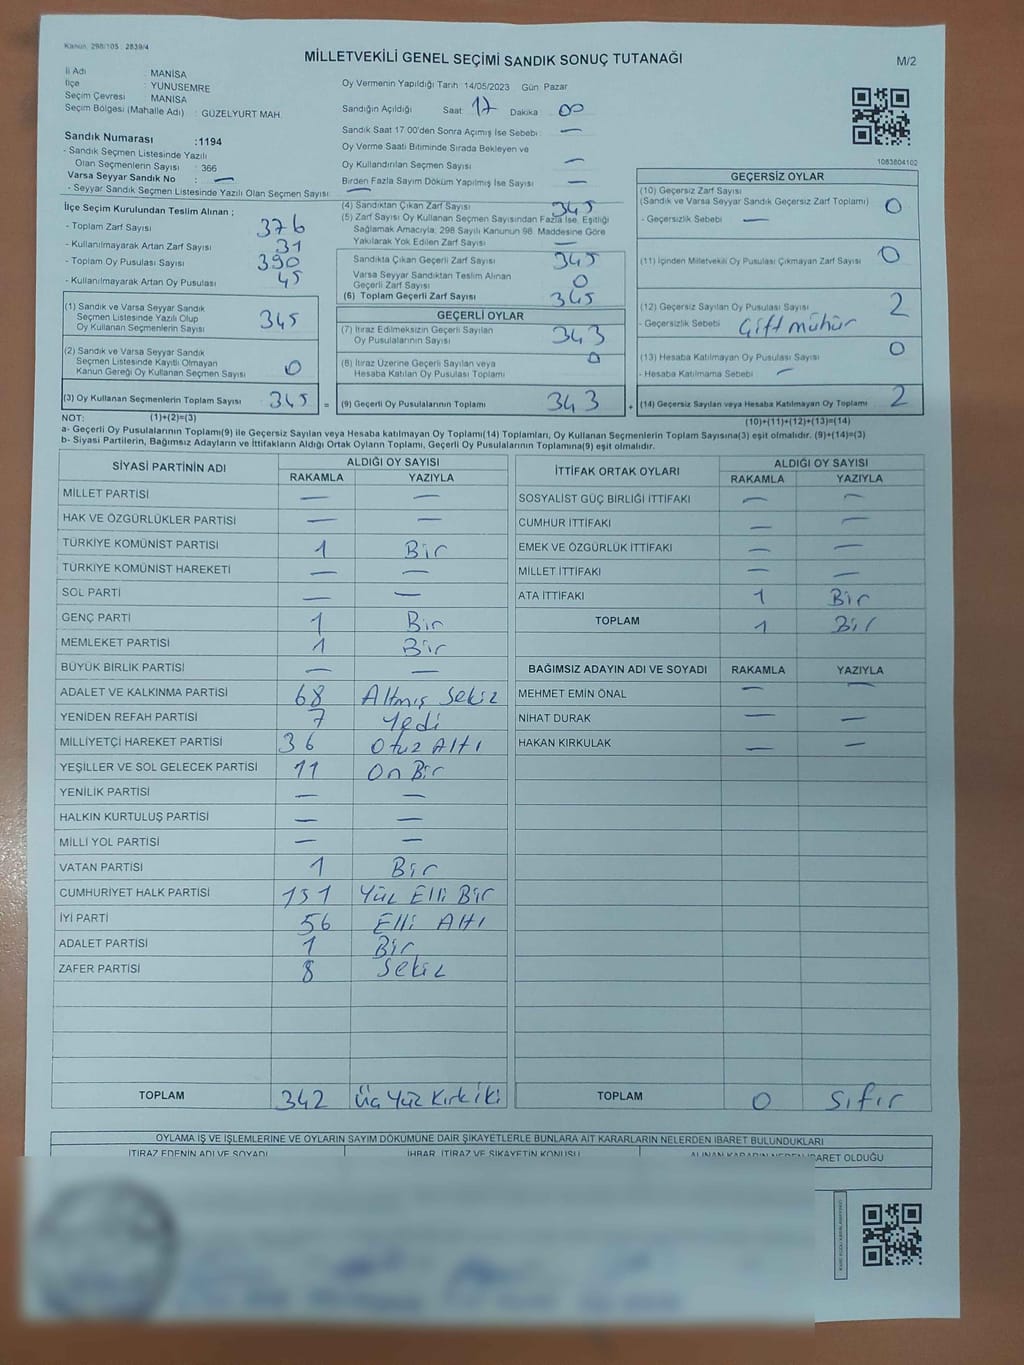 Kanun, 298/105 : 2839/4
MİLLETVEKİLİ GENEL SEÇİMİ SANDIK SONUÇ TUTANAĞI
M/2
İl Adı : MANİSA
İlçe : YUNUSEMRE
Seçim Çevresi : MANİSA
Seçim Bölgesi (Mahalle Adı) : GÜZELYURT MAH.
Sandık Numarası :1194
- Sandık Seçmen Listesinde Yazılı
Olan Seçmenlerin Sayısı : 366
Varsa Seyyar Sandık No : —
- Seyyar Sandık Seçmen Listesinde Yazılı Olan Seçmen Sayısı: —
Oy Vermenin Yapıldığı Tarih 14/05/2023 Gün Pazar
Sandığın Açıldığı Saat 17 Dakika 00
Sandık Saat 17.00'den Sonra Açımış İse Sebebi : —
Oy Verme Saati Bitiminde Sırada Bekleyen ve
Oy Kullandırılan Seçmen Sayısı —
Birden Fazla Sayım Döküm Yapılmış İse Sayısı —
1083804102
İlçe Seçim Kurulundan Teslim Alınan ;
- Toplam Zarf Sayısı 376
- Kullanılmayarak Artan Zarf Sayısı 31
- Toplam Oy Pusulası Sayısı 390
- Kullanılmayarak Artan Oy Pusulası 45
(4) Sandıktan Çıkan Zarf Sayısı 345
(5) Zarf Sayısı Oy Kullanan Seçmen Sayısından Fazla İse, Eşitliği
Sağlamak Amacıyla, 298 Sayılı Kanunun 98. Maddesine Göre
Yakılarak Yok Edilen Zarf Sayısı —
Sandıkta Çıkan Geçerli Zarf Sayısı 345
Varsa Seyyar Sandıktan Teslim Alınan
Geçerli Zarf Sayısı 0
(6) Toplam Geçerli Zarf Sayısı 345
GEÇERSİZ OYLAR
(10) Geçersiz Zarf Sayısı
(Sandık ve Varsa Seyyar Sandık Geçersiz Zarf Toplamı) 0
- Geçersizlik Sebebi —
(11) İçinden Milletvekili Oy Pusulası Çıkmayan Zarf Sayısı 0
(12) Geçersiz Sayılan Oy Pusulası Sayısı 2
- Geçersizlik Sebebi Çift mühür
(13) Hesaba Katılmayan Oy Pusulası Sayısı 0
- Hesaba Katılmama Sebebi —
(14) Geçersiz Sayılan veya Hesaba Katılmayan Oy Toplamı 2
(10)+(11)+(12)+(13)=(14)
(1) Sandık ve Varsa Seyyar Sandık
Seçmen Listesinde Yazılı Olup
Oy Kullanan Seçmenlerin Sayısı 345
(2) Sandık ve Varsa Seyyar Sandık
Seçmen Listesinde Kayıtlı Olmayan
Kanun Gereği Oy Kullanan Seçmen Sayısı 0
(3) Oy Kullanan Seçmenlerin Toplam Sayısı 345 =
GEÇERLİ OYLAR
(7) İtiraz Edilmeksizin Geçerli Sayılan
Oy Pusulalarının Sayısı 343
(8) İtiraz Üzerine Geçerli Sayılan veya
Hesaba Katılan Oy Pusulası Toplamı 0
(9) Geçerli Oy Pusulalarının Toplamı 343 +
NOT: (1)+(2)=(3)
a- Geçerli Oy Pusulalarının Toplamı(9) ile Geçersiz Sayılan veya Hesaba katılmayan Oy Toplamı(14) Toplamları, Oy Kullanan Seçmenlerin Toplam Sayısına(3) eşit olmalıdır. (9)+(14)=(3)
b- Siyasi Partilerin, Bağımsız Adayların ve İttifakların Aldığı Ortak Oyların Toplamı, Geçerli Oy Pusulalarının Toplamına(9) eşit olmalıdır.
SİYASİ PARTİNİN ADI ALDIĞI OY SAYISI
RAKAMLA YAZIYLA
MİLLET PARTİSİ — —
HAK VE ÖZGÜRLÜKLER PARTİSİ — —
TÜRKİYE KOMÜNİST PARTİSİ 1 Bir
TÜRKİYE KOMÜNİST HAREKETİ — —
SOL PARTİ — —
GENÇ PARTİ 1 Bir
MEMLEKET PARTİSİ 1 Bir
BÜYÜK BİRLİK PARTİSİ — —
ADALET VE KALKINMA PARTİSİ 68 Altmış Sekiz
YENİDEN REFAH PARTİSİ 7 Yedi
MİLLİYETÇİ HAREKET PARTİSİ 36 Otuz Altı
YEŞİLLER VE SOL GELECEK PARTİSİ 11 On Bir
YENİLİK PARTİSİ — —
HALKIN KURTULUŞ PARTİSİ — —
MİLLİ YOL PARTİSİ — —
VATAN PARTİSİ 1 Bir
CUMHURİYET HALK PARTİSİ 151 Yüz Elli Bir
İYİ PARTİ 56 Elli Altı
ADALET PARTİSİ 1 Bir
ZAFER PARTİSİ 8 Sekiz
TOPLAM 342 Üç Yüz Kırk iki
İTTİFAK ORTAK OYLARI ALDIĞI OY SAYISI
RAKAMLA YAZIYLA
SOSYALİST GÜÇ BİRLİĞİ İTTİFAKI — —
CUMHUR İTTİFAKI — —
EMEK VE ÖZGÜRLÜK İTTİFAKI — —
MİLLET İTTİFAKI — —
ATA İTTİFAKI 1 Bir
TOPLAM 1 Bir
BAĞIMSIZ ADAYIN ADI VE SOYADI RAKAMLA YAZIYLA
MEHMET EMİN ÖNAL — —
NİHAT DURAK — —
HAKAN KIRKULAK — —
TOPLAM 0 Sıfır
OYLAMA İŞ VE İŞLEMLERİNE VE OYLARIN SAYIM DÖKÜMÜNE DAİR ŞİKAYETLERLE BUNLARA AİT KARARLARIN NELERDEN İBARET BULUNDUKLARI
İTİRAZ EDENİN ADI VE SOYADI İHBAR, İTİRAZ VE ŞİKAYETİN KONUSU ALINAN KARARIN NEDEN İBARET OLDUĞU